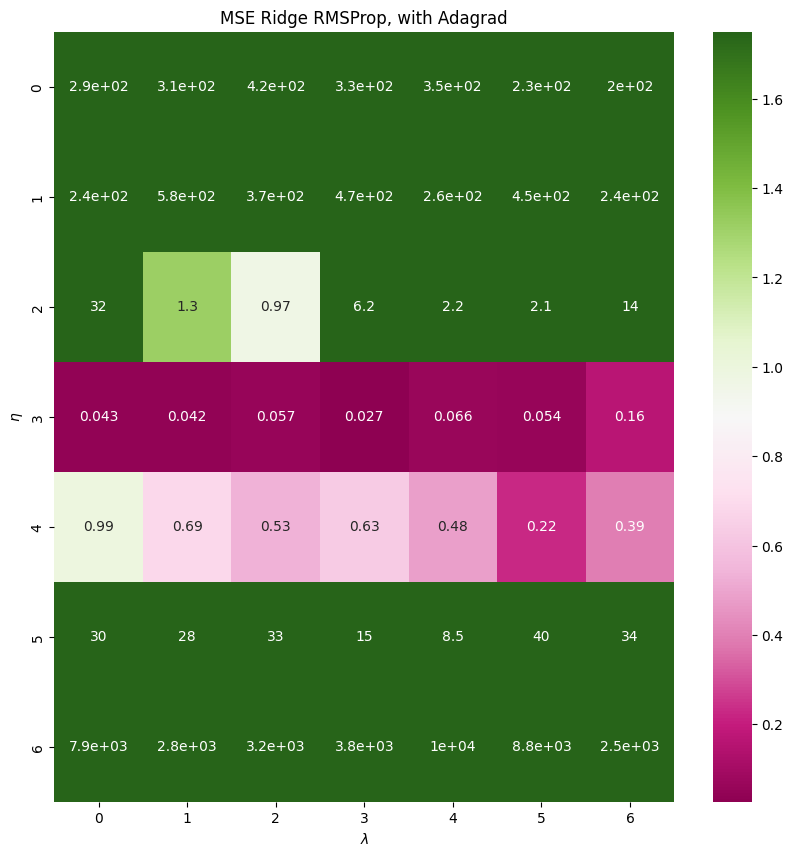 MSE Ridge RMSProp, with Adagrad
0 2.9e+02 3.1e+02 4.2e+02 3.3e+02 3.5e+02 2.3e+02 2e+02
1 2.4e+02 5.8e+02 3.7e+02 4.7e+02 2.6e+02 4.5e+02 2.4e+02
2 32 1.3 0.97 6.2 2.2 2.1 14
η
3 0.043 0.042 0.057 0.027 0.066 0.054 0.16
4 0.99 0.69 0.53 0.63 0.48 0.22 0.39
5 30 28 33 15 8.5 40 34
6 7.9e+03 2.8e+03 3.2e+03 3.8e+03 1e+04 8.8e+03 2.5e+03
0 1 2 3 4 5 6
λ
1.6
1.4
1.2
1.0
0.8
0.6
0.4
0.2